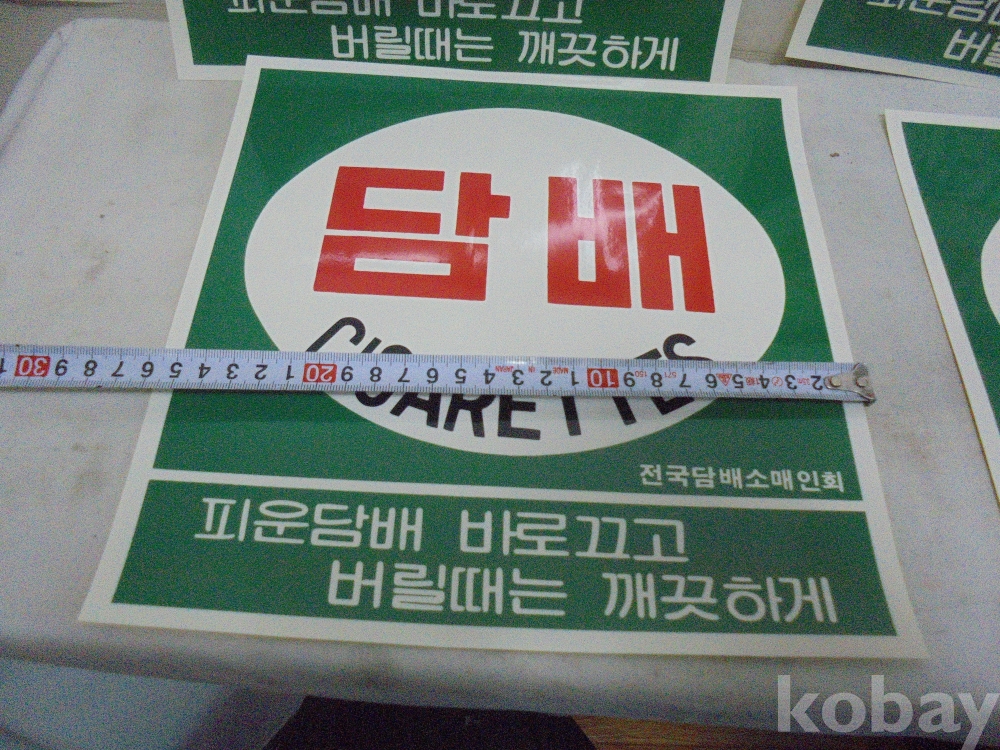 피운담배 바로끄고
버릴때는 깨끗하게
담배
CIGARETTES
전국담배소매인회
피운담배 바로끄고
버릴때는 깨끗하게
kobay